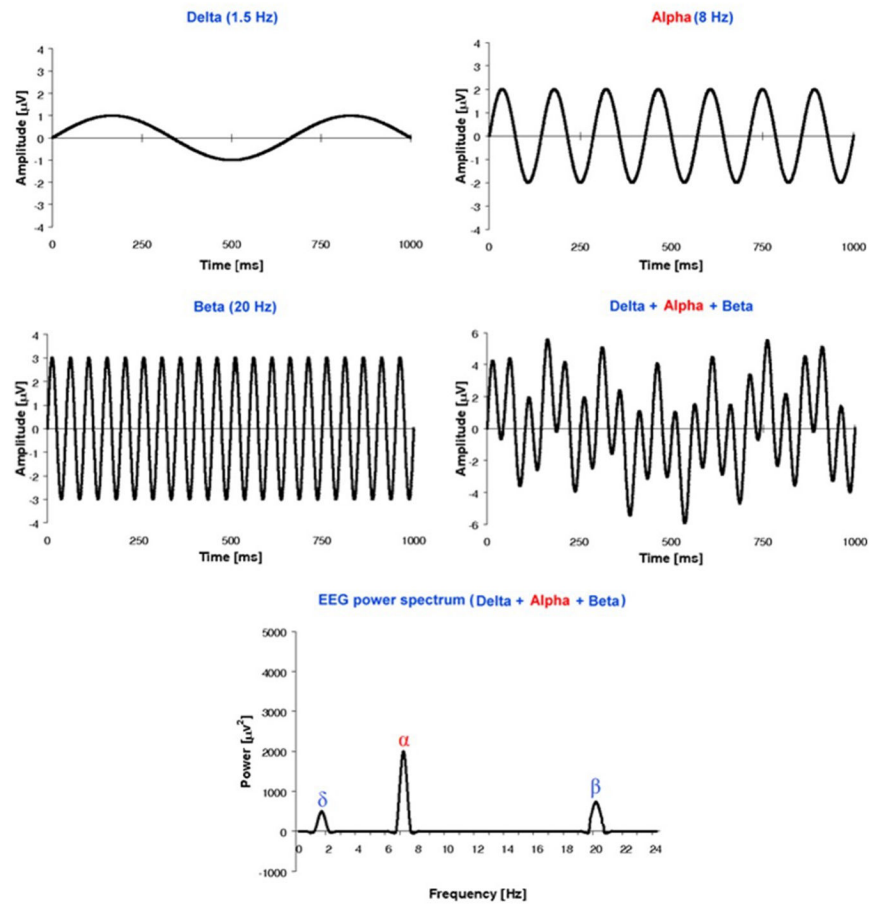 Delta (1.5 Hz)
4
3
2
1
0
-1
-2
-3
-4
Amplitude [μV]
0 250 500 750 1000
Time [ms]
Alpha (8 Hz)
4
3
2
1
0
-1
-2
-3
-4
Amplitude [μV]
0 250 500 750 1000
Time [ms]
Beta (20 Hz)
4
3
2
1
0
-1
-2
-3
-4
Amplitude [μV]
0 250 500 750 1000
Time [ms]
Delta + Alpha + Beta
6
4
2
0
-2
-4
-6
Amplitude [μV]
0 250 500 750 1000
Time [ms]
EEG power spectrum (Delta + Alpha + Beta)
5000
4000
3000
2000
1000
0
-1000
Power [μv²]
δ
α
β
0 2 4 6 8 10 12 14 16 18 20 22 24
Frequency [Hz]